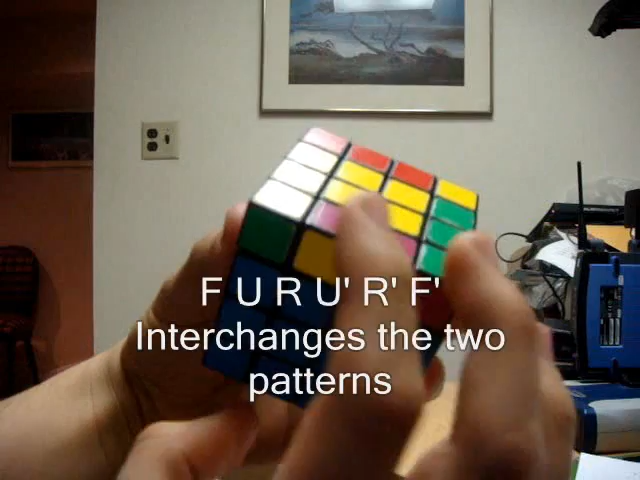 F U R U' R' F'
Interchanges the two
patterns